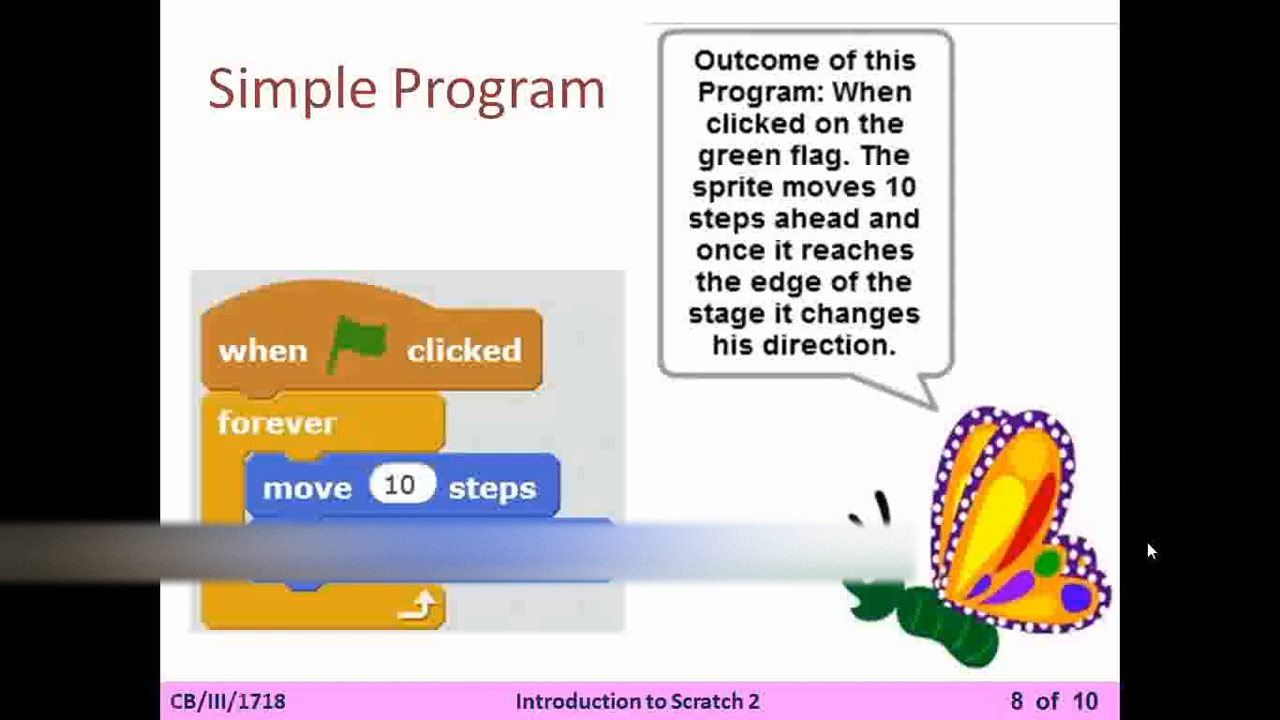 Simple Program
Outcome of this
Program: When
clicked on the
green flag. The
sprite moves 10
steps ahead and
once it reaches
the edge of the
stage it changes
his direction.
when clicked
forever
move 10 steps
CB/III/1718
Introduction to Scratch 2
8 of 10